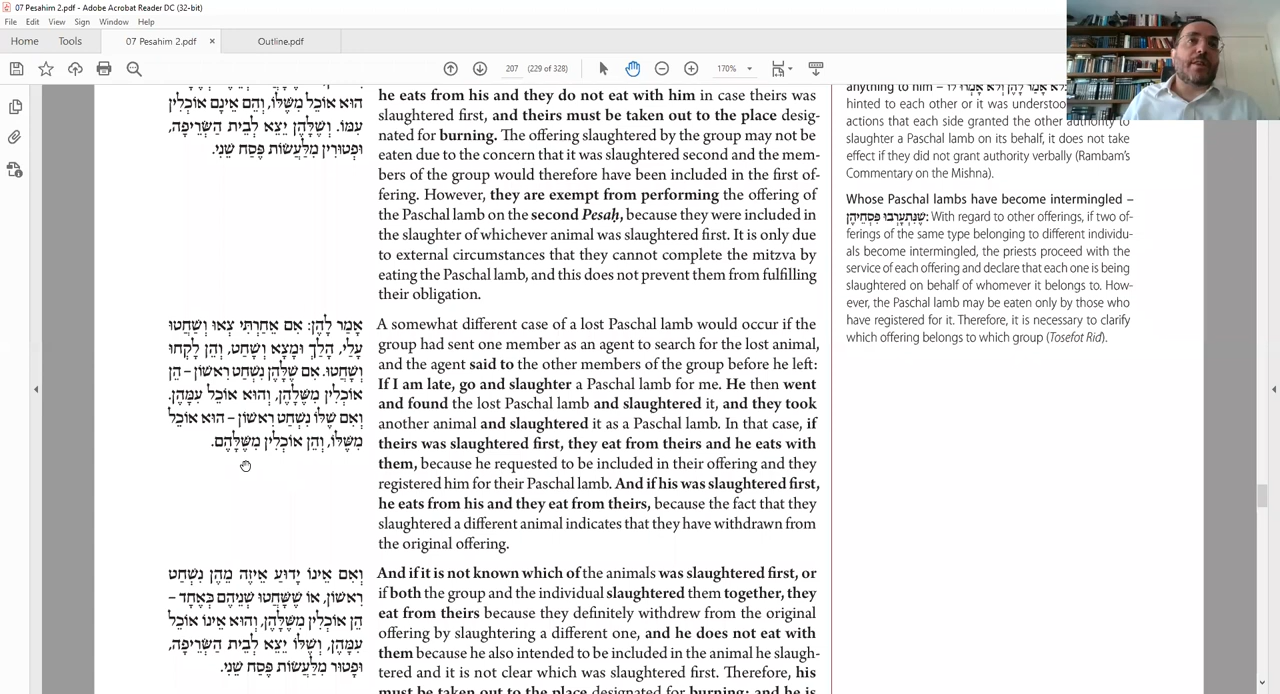 07 Pesahim 2.pdf - Adobe Acrobat Reader DC (32-bit)
File Edit View Sign Window Help
Home Tools 07 Pesahim 2.pdf × Outline.pdf
207 (229 of 328) 170%
הוּא אוֹכֵל מִשֶּׁלּוֹ, וְהֵם אֵינָם אוֹכְלִין
עִמּוֹ. וְשֶׁלָּהֶן יֵצֵא לְבֵית הַשְּׂרֵיפָה,
וּפְטוּרִין מִלַּעֲשׂוֹת פֶּסַח שֵׁנִי.
he eats from his and they do not eat with him in case theirs was
slaughtered first, and theirs must be taken out to the place desig-
nated for burning. The offering slaughtered by the group may not be
eaten due to the concern that it was slaughtered second and the mem-
bers of the group would therefore have been included in the first of-
fering. However, they are exempt from performing the offering of
the Paschal lamb on the second Pesaḥ, because they were included in
the slaughter of whichever animal was slaughtered first. It is only due
to external circumstances that they cannot complete the mitzva by
eating the Paschal lamb, and this does not prevent them from fulfilling
their obligation.
אָמַר לָהֶן: אִם אֵחַרְתִּי צְאוּ וְשַׁחֲטוּ
עָלַי, הָלַךְ וּמָצָא וְשָׁחַט, וְהֵן לָקְחוּ
וְשָׁחֲטוּ. אִם שֶׁלָּהֶן נִשְׁחַט רִאשׁוֹן – הֵן
אוֹכְלִין מִשֶּׁלָּהֶן, וְהוּא אוֹכֵל עִמָּהֶן.
וְאִם שֶׁלּוֹ נִשְׁחַט רִאשׁוֹן – הוּא אוֹכֵל
מִשֶּׁלּוֹ, וְהֵן אוֹכְלִין מִשֶּׁלָּהֶם.
A somewhat different case of a lost Paschal lamb would occur if the
group had sent one member as an agent to search for the lost animal,
and the agent said to the other members of the group before he left:
If I am late, go and slaughter a Paschal lamb for me. He then went
and found the lost Paschal lamb and slaughtered it, and they took
another animal and slaughtered it as a Paschal lamb. In that case, if
theirs was slaughtered first, they eat from theirs and he eats with
them, because he requested to be included in their offering and they
registered him for their Paschal lamb. And if his was slaughtered first,
he eats from his and they eat from theirs, because the fact that they
slaughtered a different animal indicates that they have withdrawn from
the original offering.
וְאִם אֵינוֹ יָדוּעַ אֵיזֶה מֵהֶן נִשְׁחַט
רִאשׁוֹן, אוֹ שֶׁשָּׁחֲטוּ שְׁנֵיהֶם כְּאֶחָד –
הֵן אוֹכְלִין מִשֶּׁלָּהֶן, וְהוּא אֵינוֹ אוֹכֵל
עִמָּהֶן, וְשֶׁלּוֹ יֵצֵא לְבֵית הַשְּׂרֵיפָה,
וּפָטוּר מִלַּעֲשׂוֹת פֶּסַח שֵׁנִי.
And if it is not known which of the animals was slaughtered first, or
if both the group and the individual slaughtered them together, they
eat from theirs because they definitely withdrew from the original
offering by slaughtering a different one, and he does not eat with
them because he also intended to be included in the animal he slaugh-
tered and it is not clear which was slaughtered first. Therefore, his
must be taken out to the place designated for burning; and he is
anything to him –
hinted to each other or it was understood
actions that each side granted the other authority to
slaughter a Paschal lamb on its behalf, it does not take
effect if they did not grant authority verbally (Rambam's
Commentary on the Mishna).
Whose Paschal lambs have become intermingled –
שֶׁנִּתְעָרְבוּ פִּסְחֵיהֶן: With regard to other offerings, if two of-
ferings of the same type belonging to different individu-
als become intermingled, the priests proceed with the
service of each offering and declare that each one is being
slaughtered on behalf of whomever it belongs to. How-
ever, the Paschal lamb may be eaten only by those who
have registered for it. Therefore, it is necessary to clarify
which offering belongs to which group (Tosefot Rid).